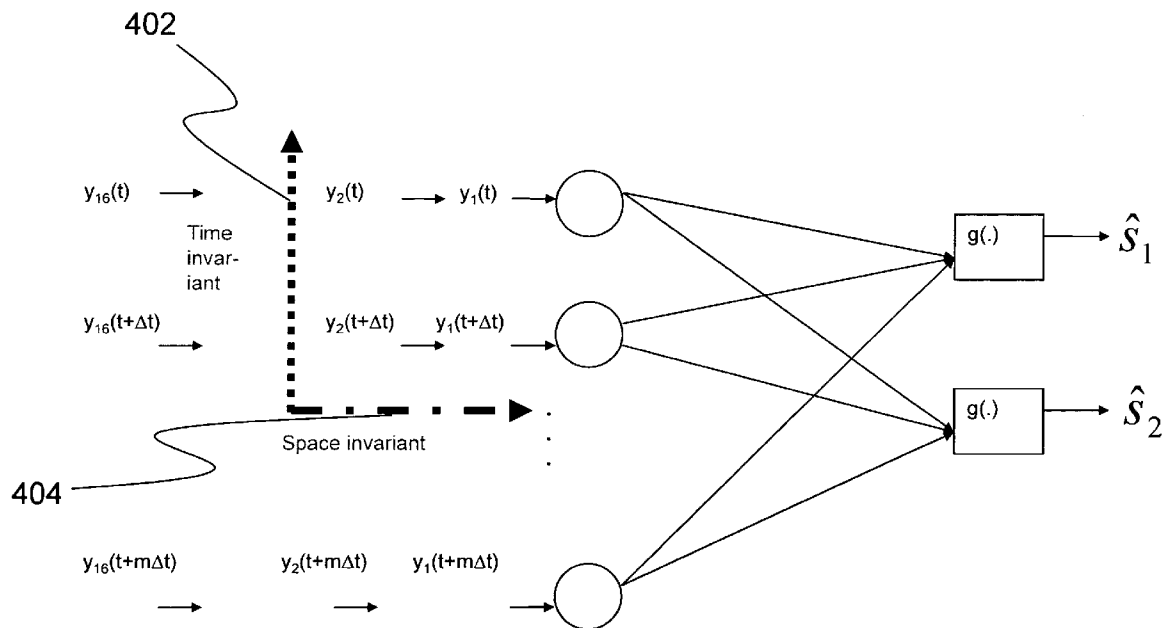 402
y₁₆(t) y₂(t) y₁(t)
Time
invar-
iant
g(.) ŝ₁
y₁₆(t+Δt) y₂(t+Δt) y₁(t+Δt)
g(.) ŝ₂
Space invariant
404
y₁₆(t+mΔt) y₂(t+mΔt) y₁(t+mΔt)